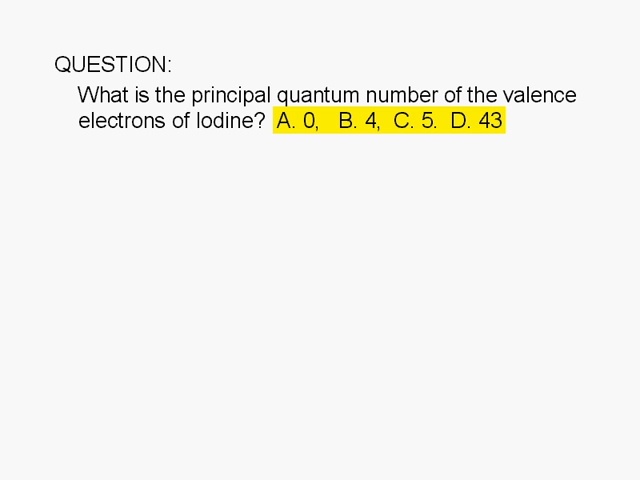 QUESTION:
What is the principal quantum number of the valence
electrons of Iodine? A. 0, B. 4, C. 5. D. 43